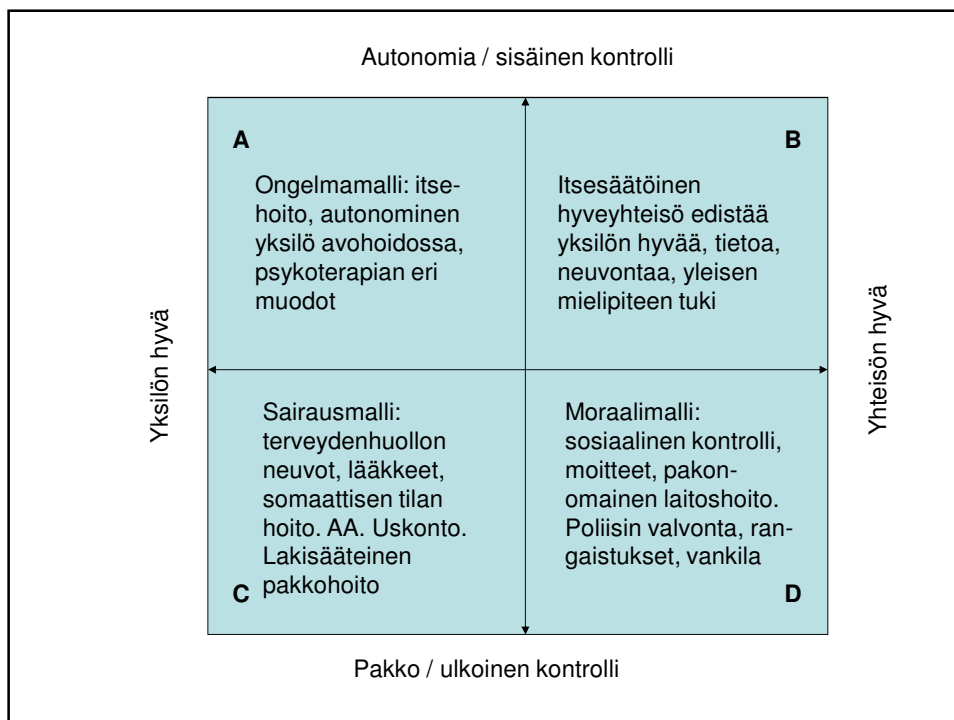 Autonomia / sisäinen kontrolli
A
Ongelmamalli: itse-
hoito, autonominen
yksilö avohoidossa,
psykoterapian eri
muodot
B
Itsesäätöinen
hyveyhteisö edistää
yksilön hyvää, tietoa,
neuvontaa, yleisen
mielipiteen tuki
Yksilön hyvä
Yhteisön hyvä
Sairausmalli:
terveydenhuollon
neuvot, lääkkeet,
somaattisen tilan
hoito. AA. Uskonto.
Lakisääteinen
pakkohoito
C
Moraalimalli:
sosiaalinen kontrolli,
moitteet, pakon-
omainen laitoshoito.
Poliisin valvonta, ran-
gaistukset, vankila
D
Pakko / ulkoinen kontrolli